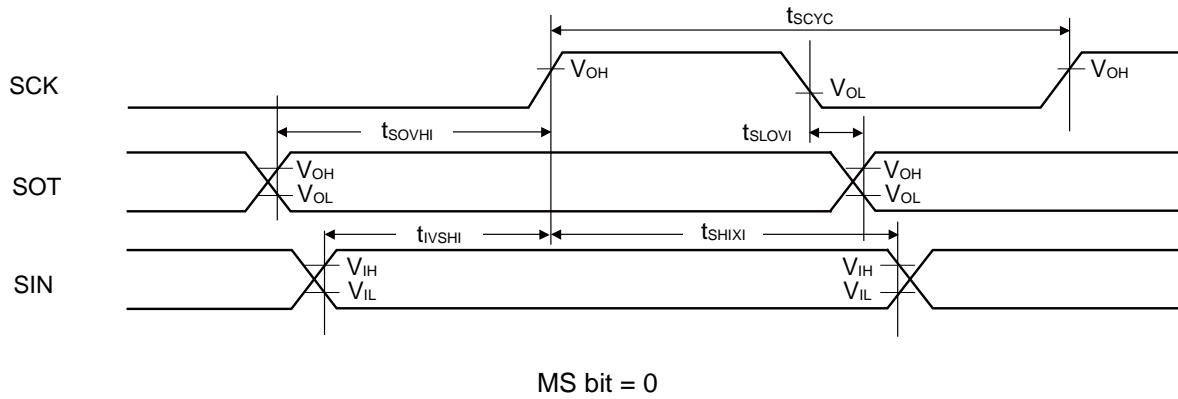 tSCYC
SCK
VOH
VOL
VOH
tSOVHI
tSLOVI
SOT
VOH
VOL
VOH
VOL
tIVSHI
tSHIXI
SIN
VIH
VIL
VIH
VIL
MS bit = 0